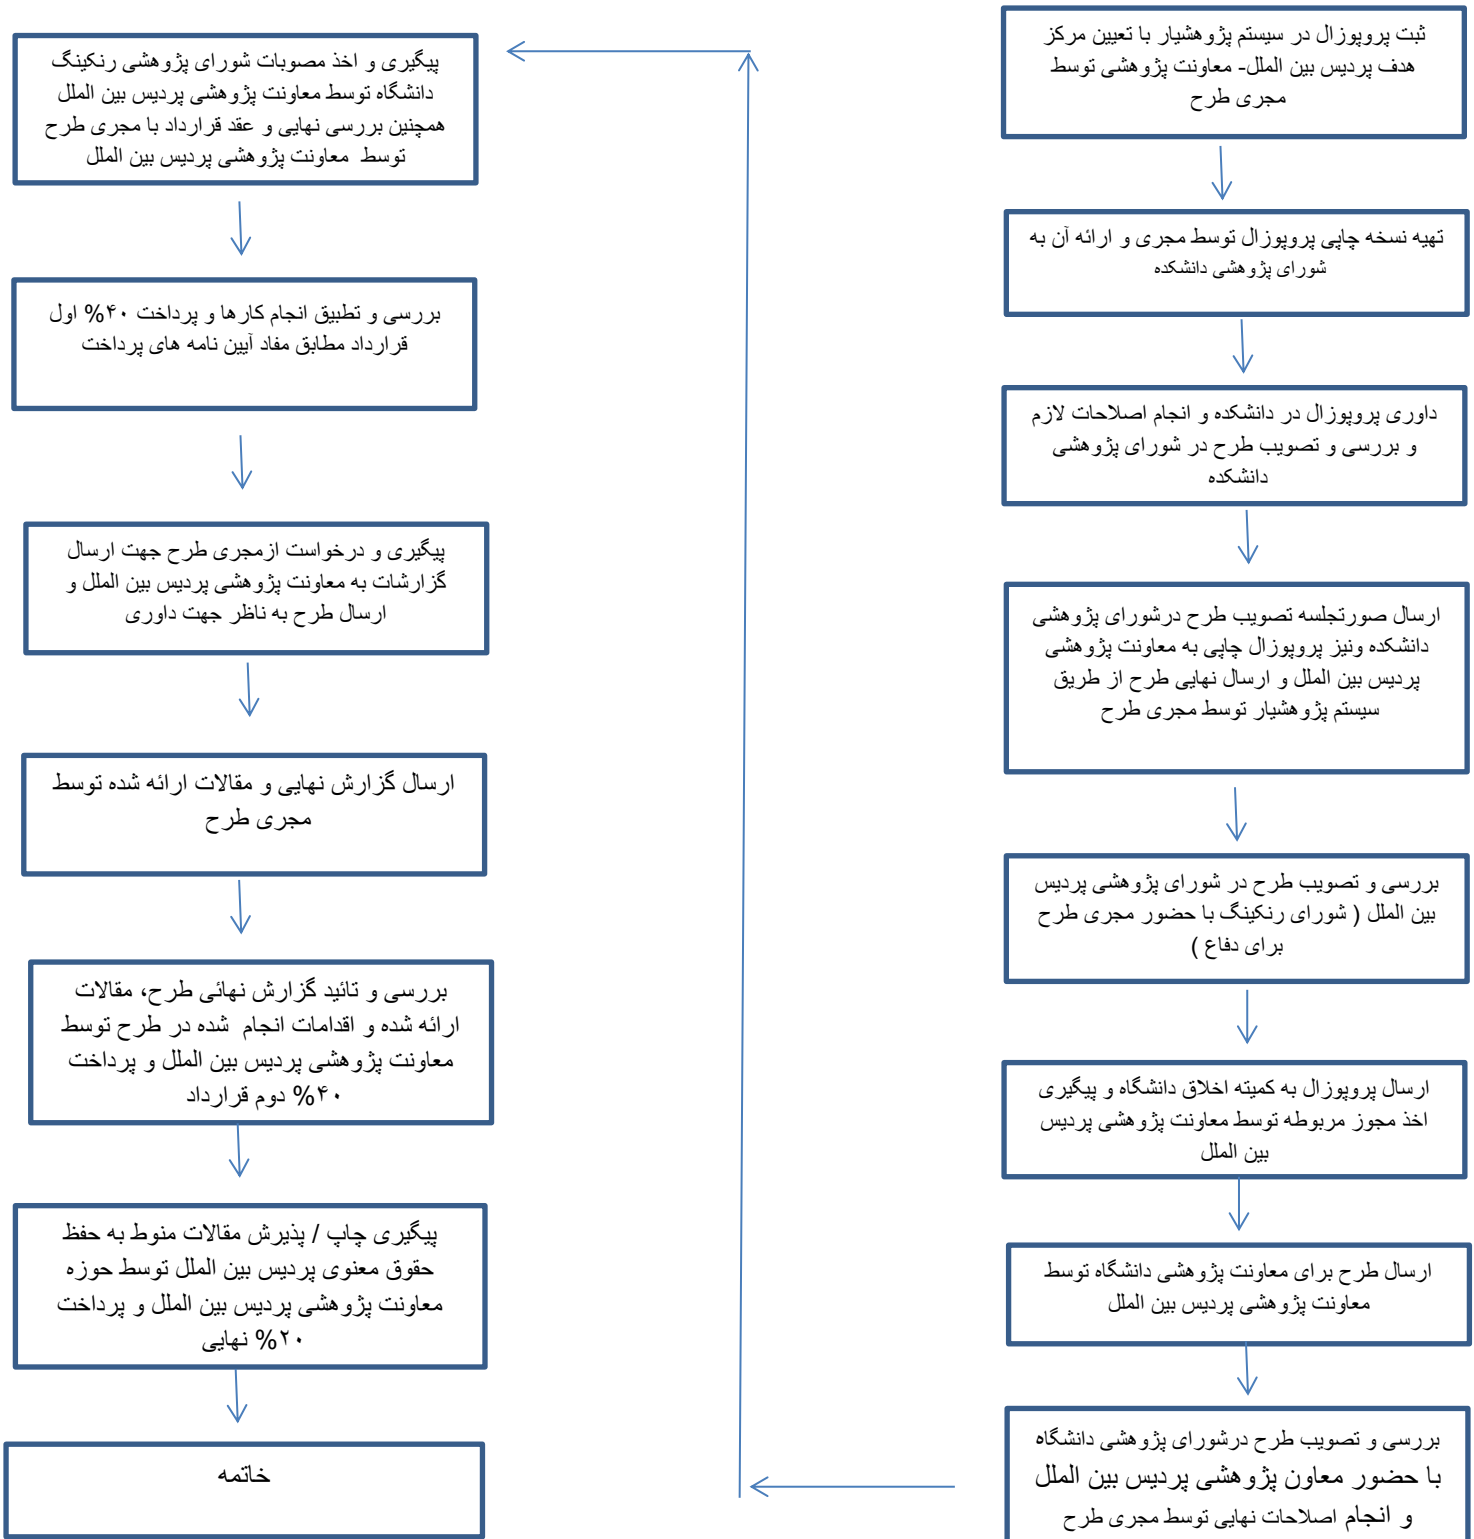 ثبت پروپوزال در سیستم پژوهشیار با تعیین مرکز
هدف پردیس بین الملل- معاونت پژوهشی توسط
مجری طرح
تهیه نسخه چاپی پروپوزال توسط مجری و ارائه آن به
شورای پژوهشی دانشکده
داوری پروپوزال در دانشکده و انجام اصلاحات لازم
و بررسی و تصویب طرح در شورای پژوهشی
دانشکده
ارسال صورتجلسه تصویب طرح درشورای پژوهشی
دانشکده ونیز پروپوزال چاپی به معاونت پژوهشی
پردیس بین الملل و ارسال نهایی طرح از طریق
سیستم پژوهشیار توسط مجری طرح
بررسی و تصویب طرح در شورای پژوهشی پردیس
بین الملل ( شورای رنکینگ با حضور مجری طرح
برای دفاع )
ارسال پروپوزال به کمیته اخلاق دانشگاه و پیگیری
اخذ مجوز مربوطه توسط معاونت پژوهشی پردیس
بین الملل
ارسال طرح برای معاونت پژوهشی دانشگاه توسط
معاونت پژوهشی پردیس بین الملل
بررسی و تصویب طرح درشورای پژوهشی دانشگاه
با حضور معاون پژوهشی پردیس بین الملل
و انجام اصلاحات نهایی توسط مجری طرح
پیگیری و اخذ مصوبات شورای پژوهشی رنکینگ
دانشگاه توسط معاونت پژوهشی پردیس بین الملل
همچنین بررسی نهایی و عقد قرارداد با مجری طرح
توسط معاونت پژوهشی پردیس بین الملل
بررسی و تطبیق انجام کارها و پرداخت ۴۰% اول
قرارداد مطابق مفاد آیین نامه های پرداخت
پیگیری و درخواست ازمجری طرح جهت ارسال
گزارشات به معاونت پژوهشی پردیس بین الملل و
ارسال طرح به ناظر جهت داوری
ارسال گزارش نهایی و مقالات ارائه شده توسط
مجری طرح
بررسی و تائید گزارش نهائی طرح، مقالات
ارائه شده و اقدامات انجام شده در طرح توسط
معاونت پژوهشی پردیس بین الملل و پرداخت
۴۰% دوم قرارداد
پیگیری چاپ / پذیرش مقالات منوط به حفظ
حقوق معنوی پردیس بین الملل توسط حوزه
معاونت پژوهشی پردیس بین الملل و پرداخت
۲۰% نهایی
خاتمه